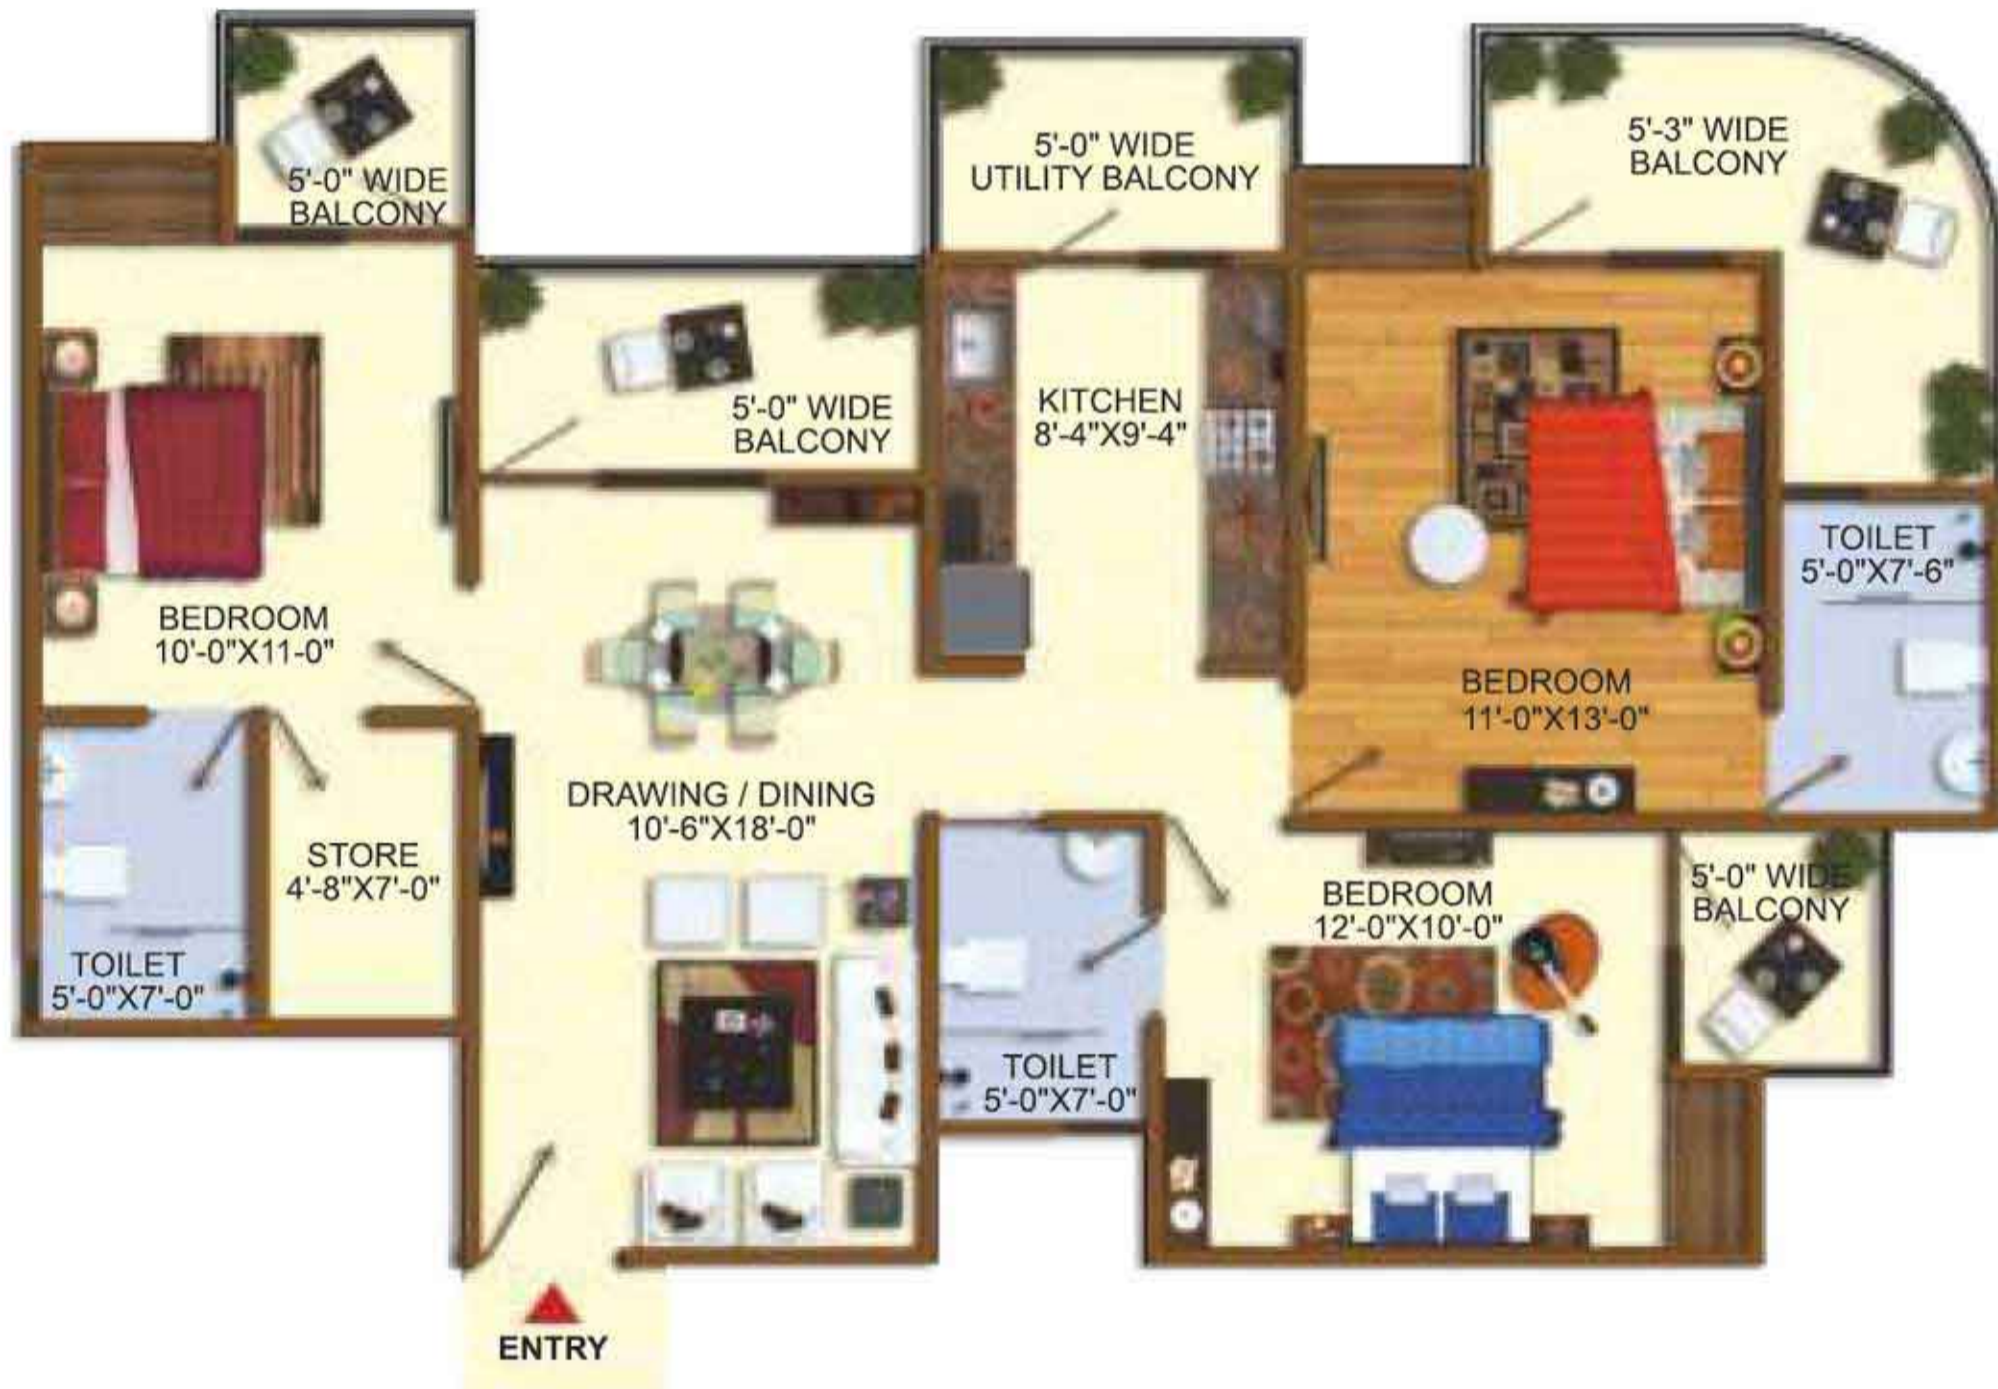 5'-0" WIDE
BALCONY
5'-0" WIDE
UTILITY BALCONY
5'-3" WIDE
BALCONY
5'-0" WIDE
BALCONY
KITCHEN
8'-4"X9'-4"
TOILET
5'-0"X7'-6"
BEDROOM
10'-0"X11-0"
BEDROOM
11'-0"X13'-0"
DRAWING / DINING
10'-6"X18'-0"
STORE
4'-8"X7'-0"
BEDROOM
12'-0"X10'-0"
5'-0" WIDE
BALCONY
TOILET
5'-0"X7'-0"
TOILET
5'-0"X7'-0"
ENTRY